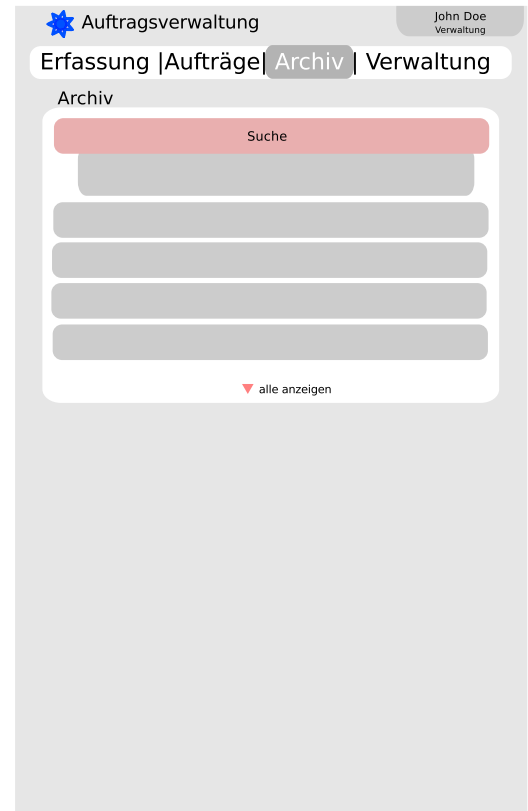 Auftragsverwaltung
John Doe
Verwaltung
Erfassung |Aufträge| Archiv | Verwaltung
Archiv
Suche
alle anzeigen